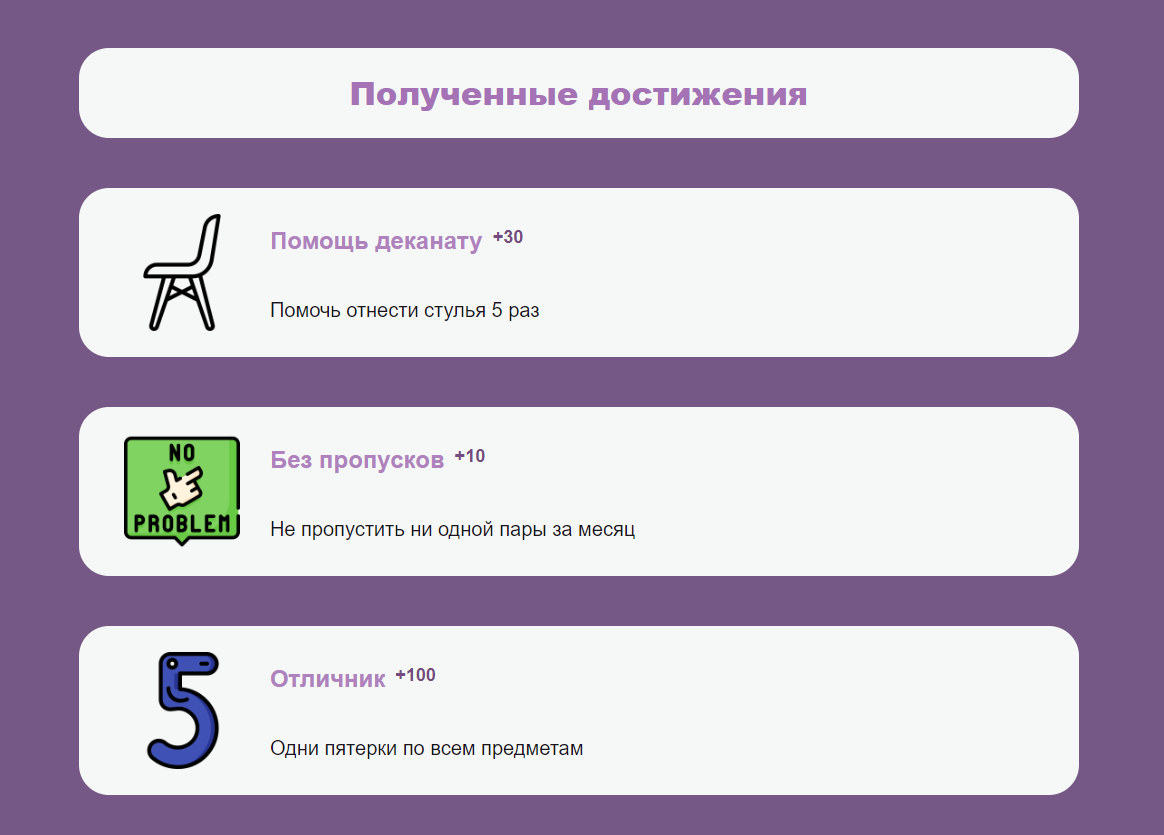 Полученные достижения
Помощь деканату +30
Помочь отнести стулья 5 раз
NO
PROBLEM
Без пропусков +10
Не пропустить ни одной пары за месяц
5
Отличник +100
Одни пятерки по всем предметам